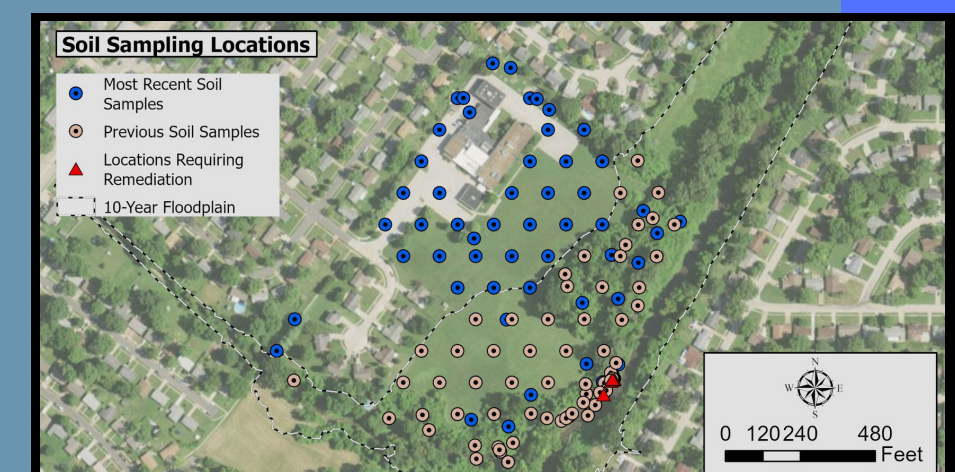 Soil Sampling Locations
Most Recent Soil
Samples
Previous Soil Samples
Locations Requiring
Remediation
10-Year Floodplain
N
W E
S
0 120 240 480
Feet